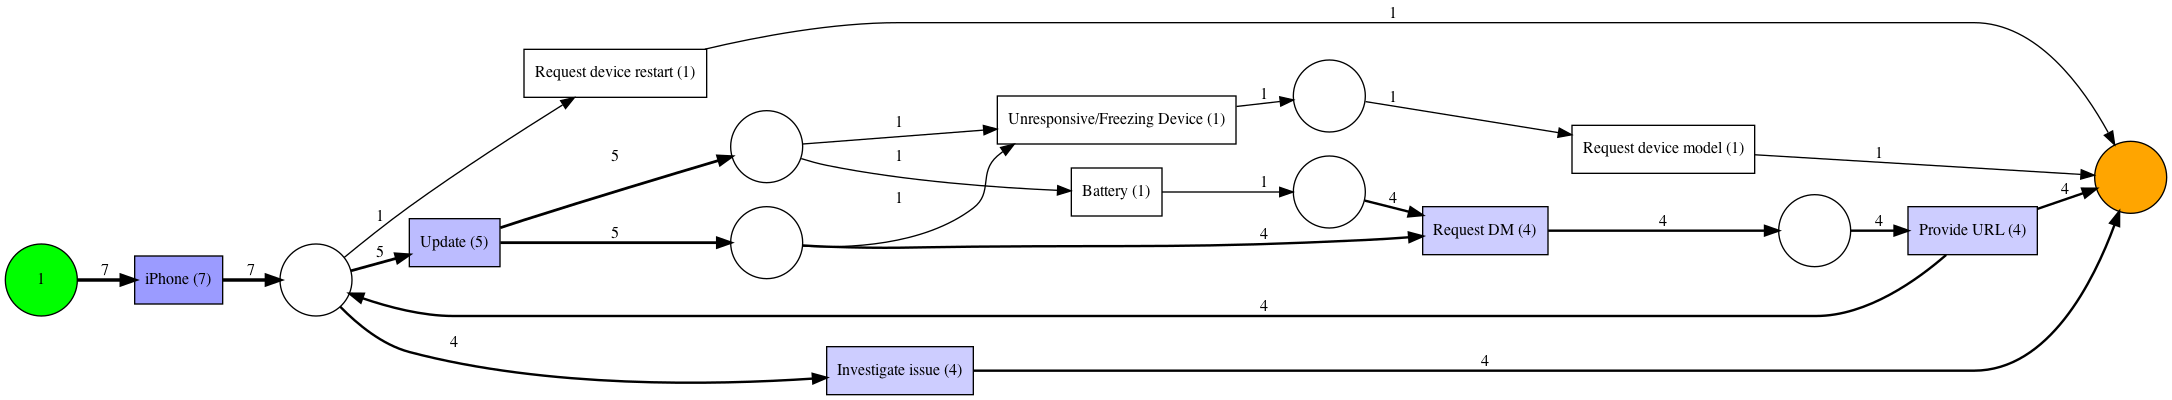 1
Request device restart (1)
1
1
Unresponsive/Freezing Device (1)
1
1
5
1
Request device model (1)
1
1
Battery (1)
1
4
4
1
1
5
Update (5)
5
4
Request DM (4)
4
4
Provide URL (4)
1
7
iPhone (7)
7
4
4
Investigate issue (4)
4